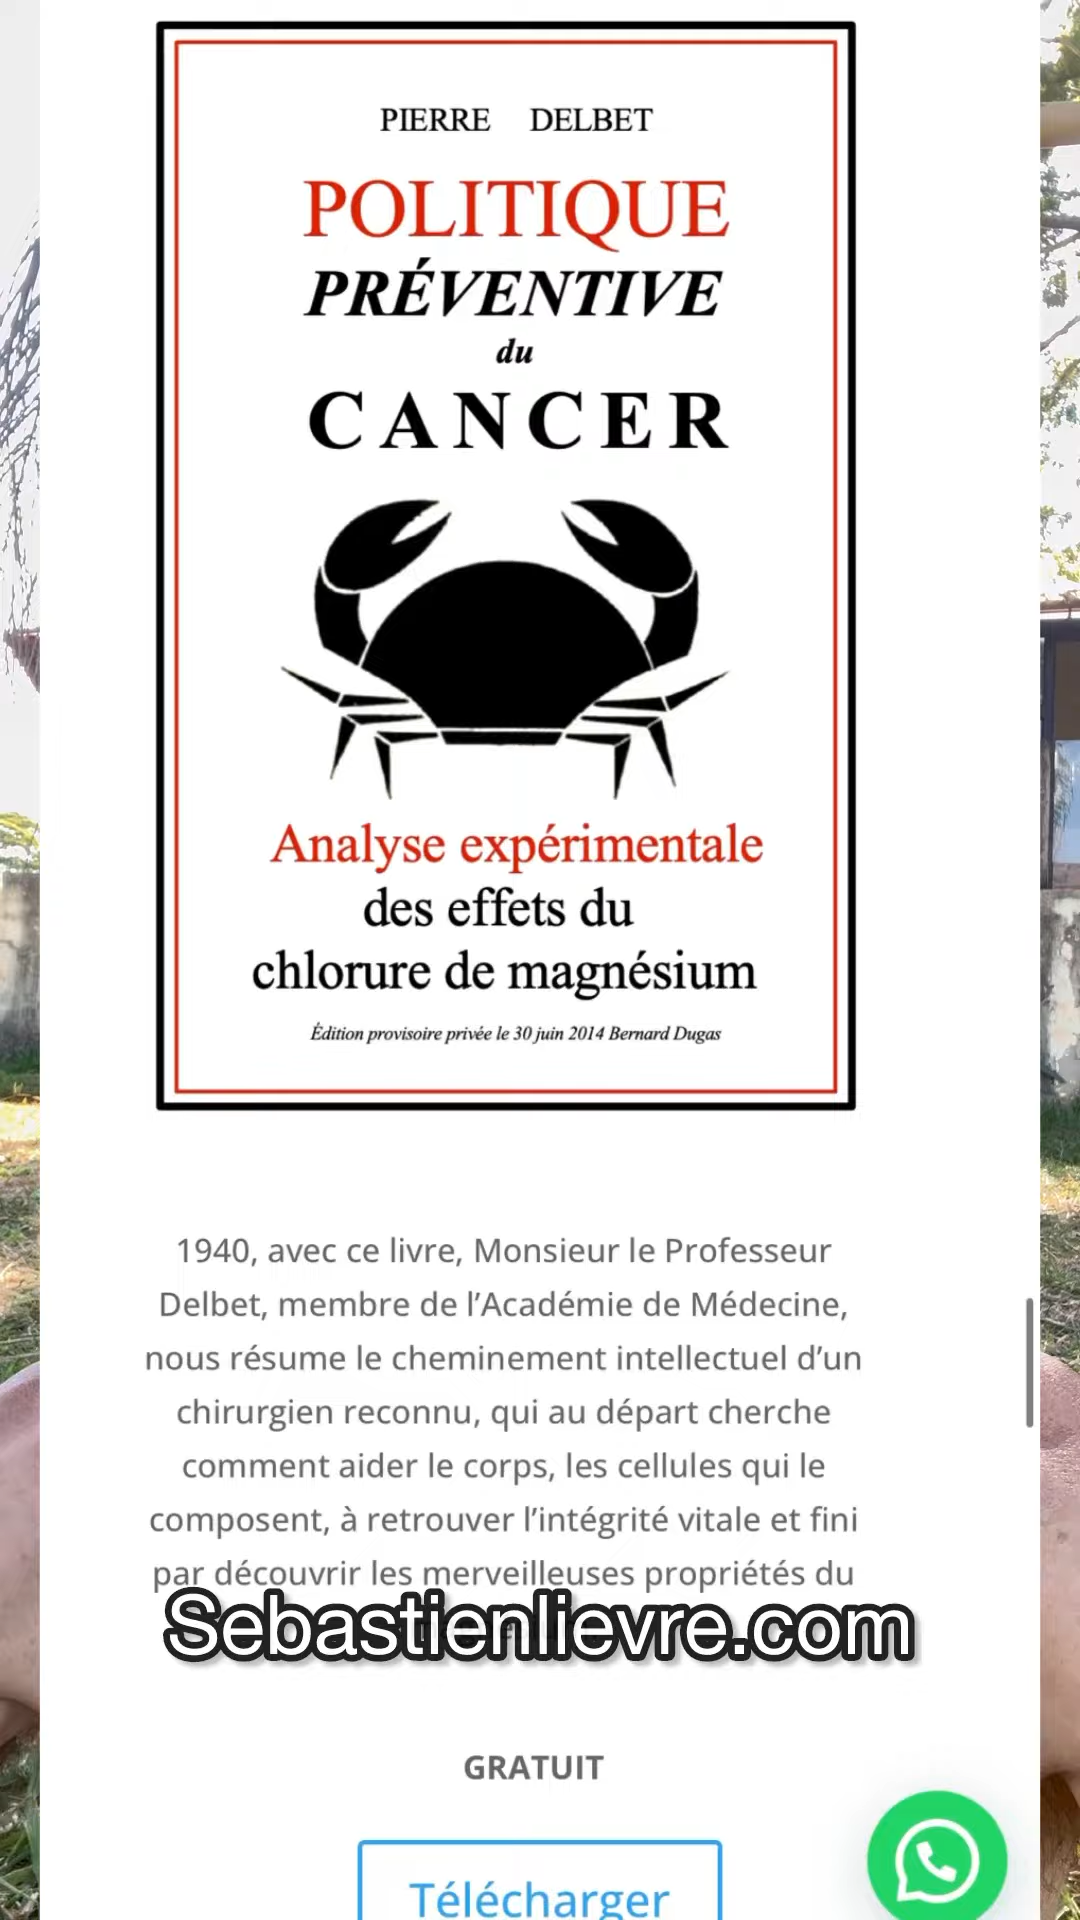 PIERRE DELBET
POLITIQUE
PRÉVENTIVE
du
CANCER
Analyse expérimentale
des effets du
chlorure de magnésium
Édition provisoire privée le 30 juin 2014 Bernard Dugas
1940, avec ce livre, Monsieur le Professeur
Delbet, membre de l’Académie de Médecine,
nous résume le cheminement intellectuel d’un
chirurgien reconnu, qui au départ cherche
comment aider le corps, les cellules qui le
composent, à retrouver l’intégrité vitale et fini
par découvrir les merveilleuses propriétés du
Sebastienlievre.com
GRATUIT
Télécharger